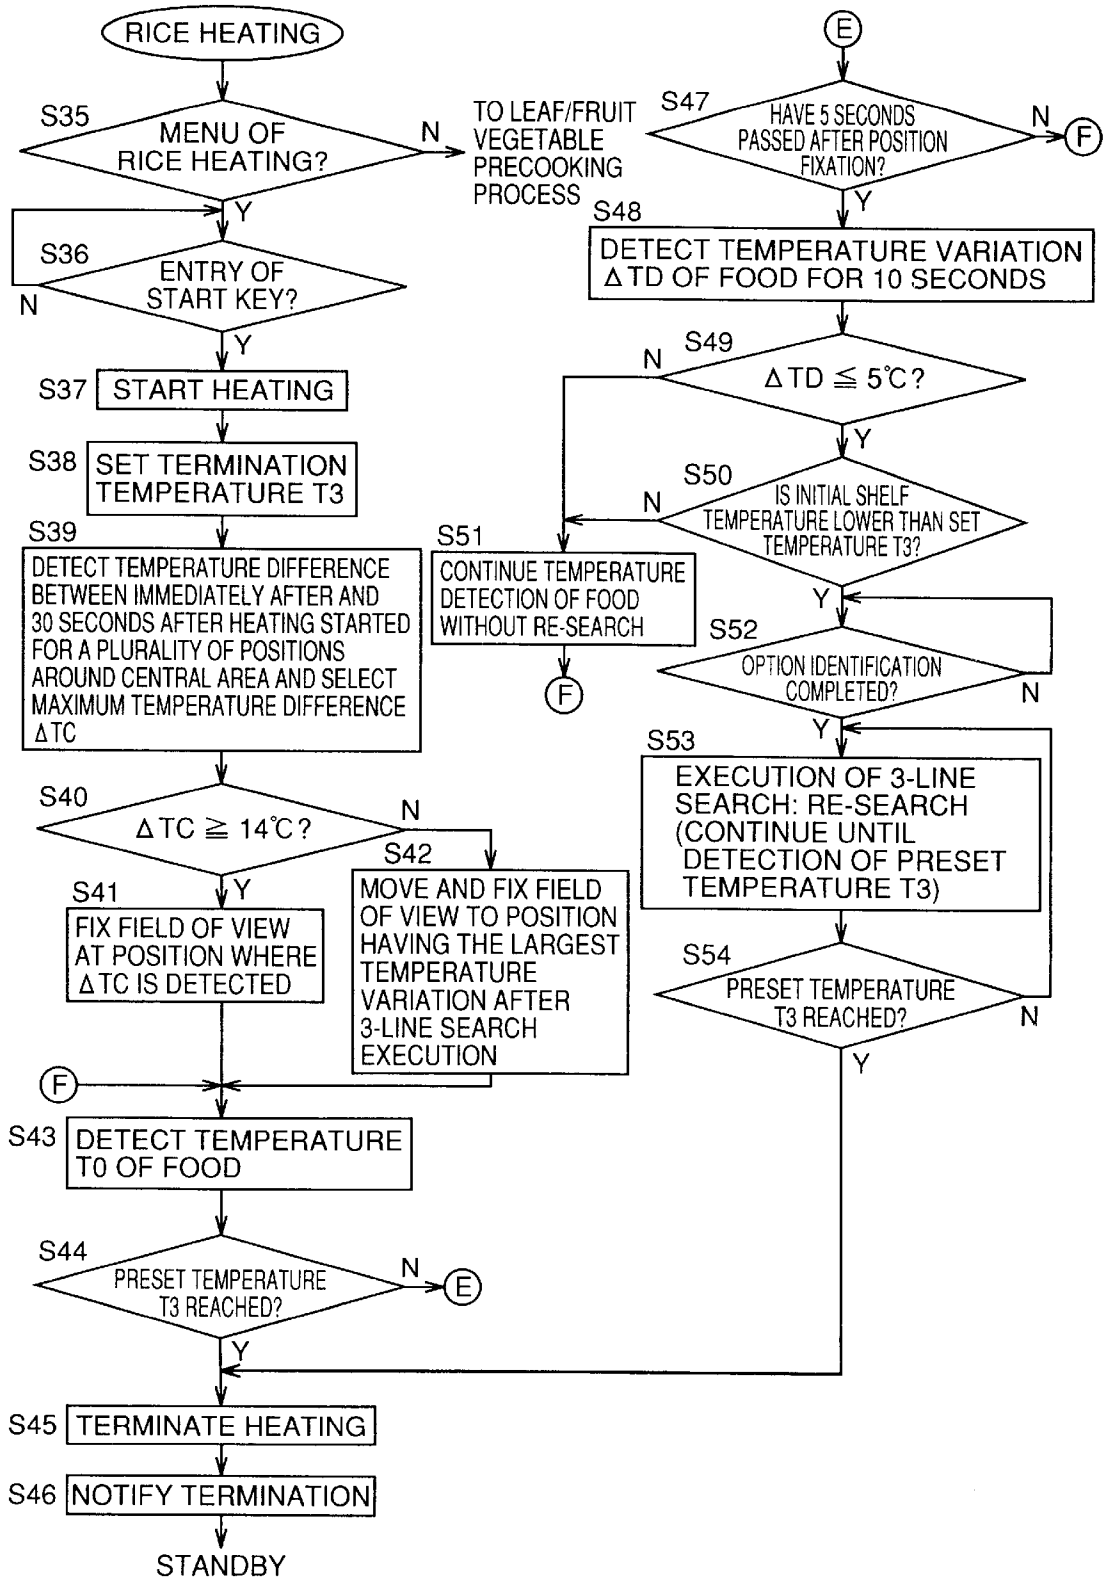 RICE HEATING
S35
MENU OF
RICE HEATING?
N
TO LEAF/FRUIT
VEGETABLE
PRECOOKING
PROCESS
Y
S36
ENTRY OF
START KEY?
N
Y
S37
START HEATING
S38
SET TERMINATION
TEMPERATURE T3
S39
DETECT TEMPERATURE DIFFERENCE
BETWEEN IMMEDIATELY AFTER AND
30 SECONDS AFTER HEATING STARTED
FOR A PLURALITY OF POSITIONS
AROUND CENTRAL AREA AND SELECT
MAXIMUM TEMPERATURE DIFFERENCE
ΔTC
S40
ΔTC ≧ 14℃?
N
Y
S41
FIX FIELD OF VIEW
AT POSITION WHERE
ΔTC IS DETECTED
S42
MOVE AND FIX FIELD
OF VIEW TO POSITION
HAVING THE LARGEST
TEMPERATURE
VARIATION AFTER
3-LINE SEARCH
EXECUTION
F
S43
DETECT TEMPERATURE
T0 OF FOOD
S44
PRESET TEMPERATURE
T3 REACHED?
N
E
Y
S45
TERMINATE HEATING
S46
NOTIFY TERMINATION
STANDBY
E
S47
HAVE 5 SECONDS
PASSED AFTER POSITION
FIXATION?
N
F
Y
S48
DETECT TEMPERATURE VARIATION
ΔTD OF FOOD FOR 10 SECONDS
S49
ΔTD ≦ 5℃?
N
Y
S50
IS INITIAL SHELF
TEMPERATURE LOWER THAN SET
TEMPERATURE T3?
N
Y
S51
CONTINUE TEMPERATURE
DETECTION OF FOOD
WITHOUT RE-SEARCH
F
S52
OPTION IDENTIFICATION
COMPLETED?
N
Y
S53
EXECUTION OF 3-LINE
SEARCH: RE-SEARCH
(CONTINUE UNTIL
DETECTION OF PRESET
TEMPERATURE T3)
S54
PRESET TEMPERATURE
T3 REACHED?
N
Y